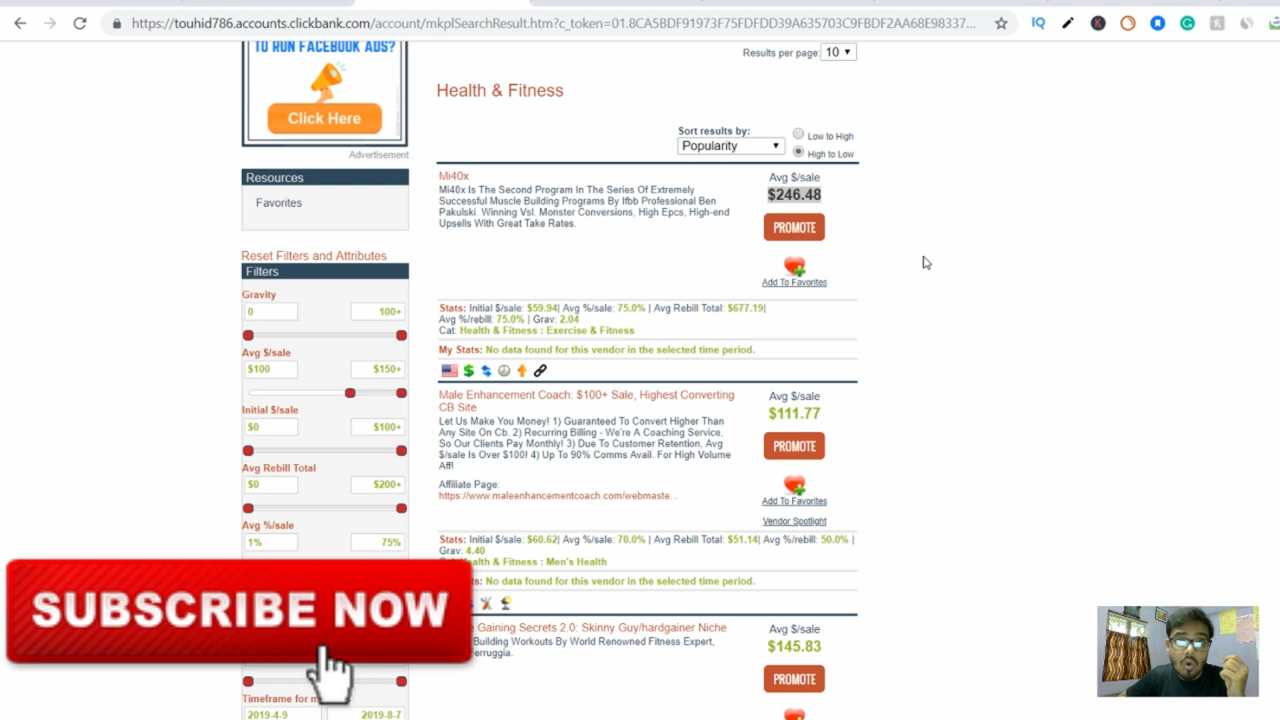 https://touhid786.accounts.clickbank.com/account/mkplSearchResult.htm?c_token=01.8CA5BDF91973F75FDFDD39A635703C9FBDF2AA68E98337...
TO RUN FACEBOOK ADS?
Click Here
Advertisement
Resources
Favorites
Reset Filters and Attributes
Filters
Gravity
0 100+
Avg $/sale
$100 $150+
Initial $/sale
$0 $100+
Avg Rebill Total
$0 $200+
Avg %/sale
1% 75%
SUBSCRIBE NOW
Timeframe for m
2019-4-9 2019-8-7
Results per page: 10
Health & Fitness
Sort results by:
Popularity
Low to High
High to Low
Mi40x
Mi40x Is The Second Program In The Series Of Extremely
Successful Muscle Building Programs By Ifbb Professional Ben
Pakulski. Winning Vsl. Monster Conversions, High Epcs, High-end
Upsells With Great Take Rates.
Avg $/sale
$246.48
PROMOTE
Add To Favorites
Stats: Initial $/sale: $59.94| Avg %/sale: 75.0% | Avg Rebill Total: $677.19|
Avg %/rebill: 75.0% | Grav: 2.04
Cat: Health & Fitness : Exercise & Fitness
My Stats: No data found for this vendor in the selected time period.
Male Enhancement Coach: $100+ Sale, Highest Converting
CB Site
Let Us Make You Money! 1) Guaranteed To Convert Higher Than
Any Site On Cb. 2) Recurring Billing - We're A Coaching Service,
So Our Clients Pay Monthly! 3) Due To Customer Retention, Avg
$/sale Is Over $100! 4) Up To 90% Comms Avail. For High Volume
Aff!
Affiliate Page:
https://www.maleenhancementcoach.com/webmaste...
Avg $/sale
$111.77
PROMOTE
Add To Favorites
Vendor Spotlight
Stats: Initial $/sale: $60.62| Avg %/sale: 70.0% | Avg Rebill Total: $51.14| Avg %/rebill: 50.0% |
Grav: 4.40
Health & Fitness : Men's Health
ts: No data found for this vendor in the selected time period.
Gaining Secrets 2.0: Skinny Guy/hardgainer Niche
Building Workouts By World Renowned Fitness Expert,
erruggia.
Avg $/sale
$145.83
PROMOTE